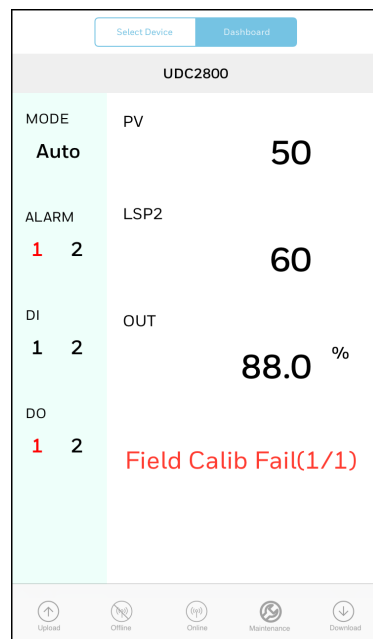 Select Device Dashboard
UDC2800
MODE
Auto
PV
50
ALARM
1 2
LSP2
60
DI
1 2
OUT
88.0 %
DO
1 2
Field Calib Fail(1/1)
Upload Offline Online Maintenance Download